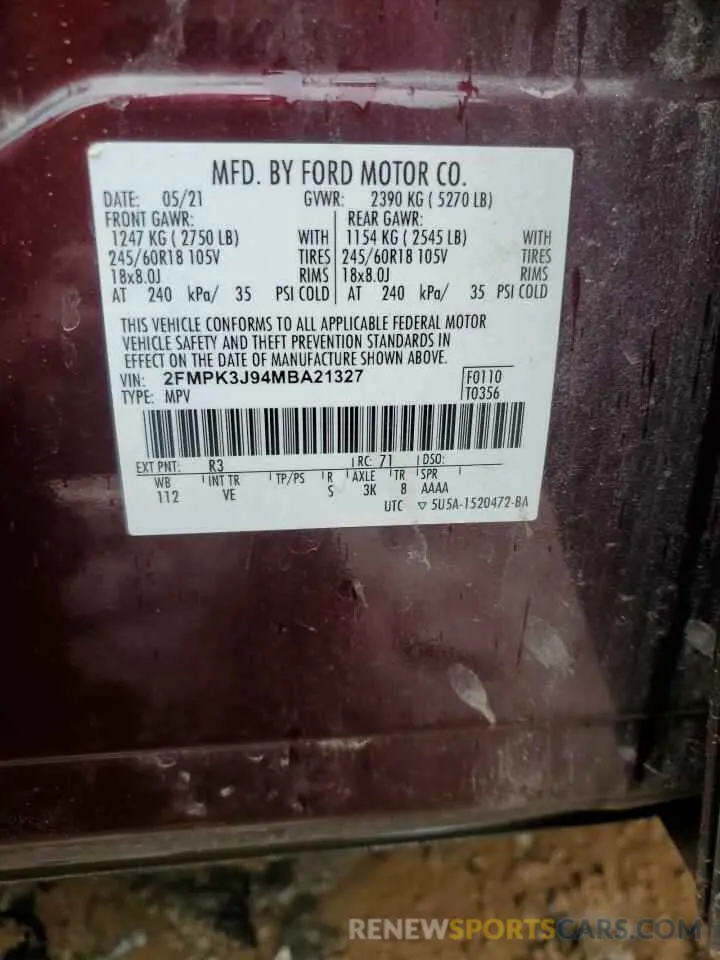 MFD. BY FORD MOTOR CO.
DATE: 05/21 GVWR: 2390 KG ( 5270 LB)
FRONT GAWR: REAR GAWR:
1247 KG ( 2750 LB) WITH 1154 KG ( 2545 LB) WITH
245/60R18 105V TIRES 245/60R18 105V TIRES
18x8.0J RIMS 18x8.0J RIMS
AT 240 kPa/ 35 PSI COLD AT 240 kPa/ 35 PSI COLD
THIS VEHICLE CONFORMS TO ALL APPLICABLE FEDERAL MOTOR
VEHICLE SAFETY AND THEFT PREVENTION STANDARDS IN
EFFECT ON THE DATE OF MANUFACTURE SHOWN ABOVE.
VIN: 2FMPK3J94MBA21327 F0110
TYPE: MPV T0356
EXT PNT: R3 RC: 71 DSO:
WB INT TR TP/PS R AXLE TR SPR
112 VE S 3K 8 AAAA
UTC ▽ 5U5A-1520472-BA
RENEWSPORTSCARS.COM